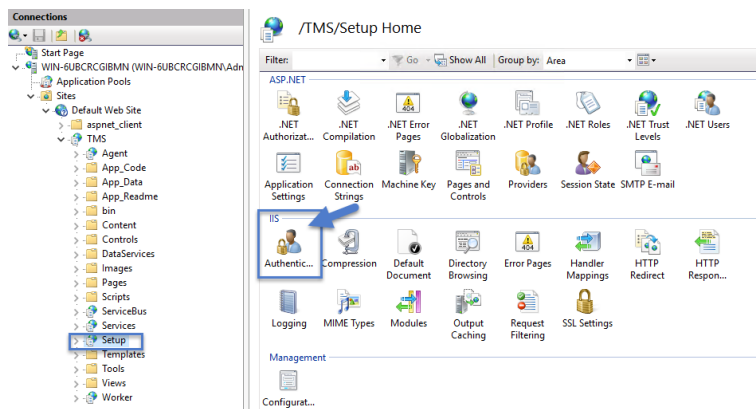 Connections
Start Page
WIN-6UBCRCGIBMN (WIN-6UBCRCGIBMN\Adn
Application Pools
Sites
Default Web Site
aspnet_client
TMS
Agent
App_Code
App_Data
App_Readme
bin
Content
Controls
DataServices
Images
Pages
Scripts
ServiceBus
Services
Setup
Templates
Tools
Views
Worker
/TMS/Setup Home
Filter: Go Show All Group by: Area
ASP.NET
.NET .NET .NET Error .NET .NET Profile .NET Roles .NET Trust .NET Users
Authorizat... Compilation Pages Globalization Levels
Application Connection Machine Key Pages and Providers Session State SMTP E-mail
Settings Strings Controls
IIS
Authentic... Compression Default Directory Error Pages Handler HTTP HTTP
Document Browsing Mappings Redirect Respon...
Logging MIME Types Modules Output Request SSL Settings
Caching Filtering
Management
Configurat...